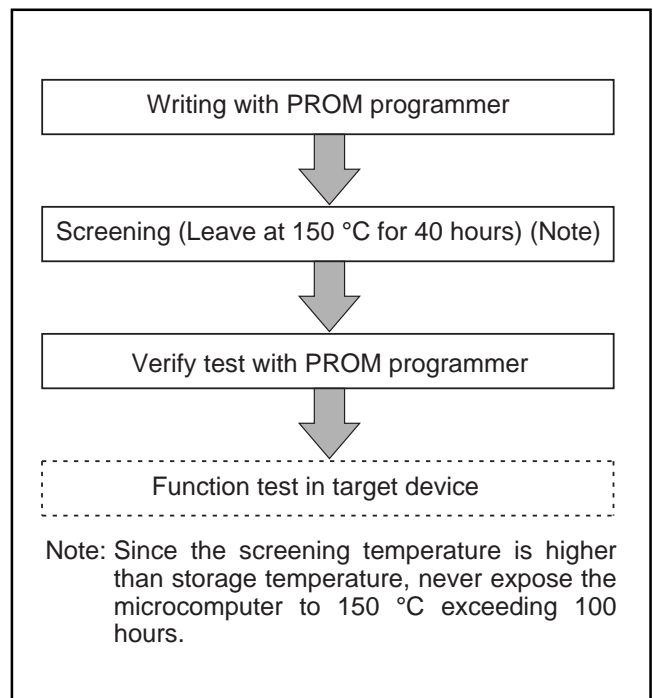 Writing with PROM programmer
Screening (Leave at 150 °C for 40 hours) (Note)
Verify test with PROM programmer
Function test in target device
Note: Since the screening temperature is higher
than storage temperature, never expose the
microcomputer to 150 °C exceeding 100
hours.